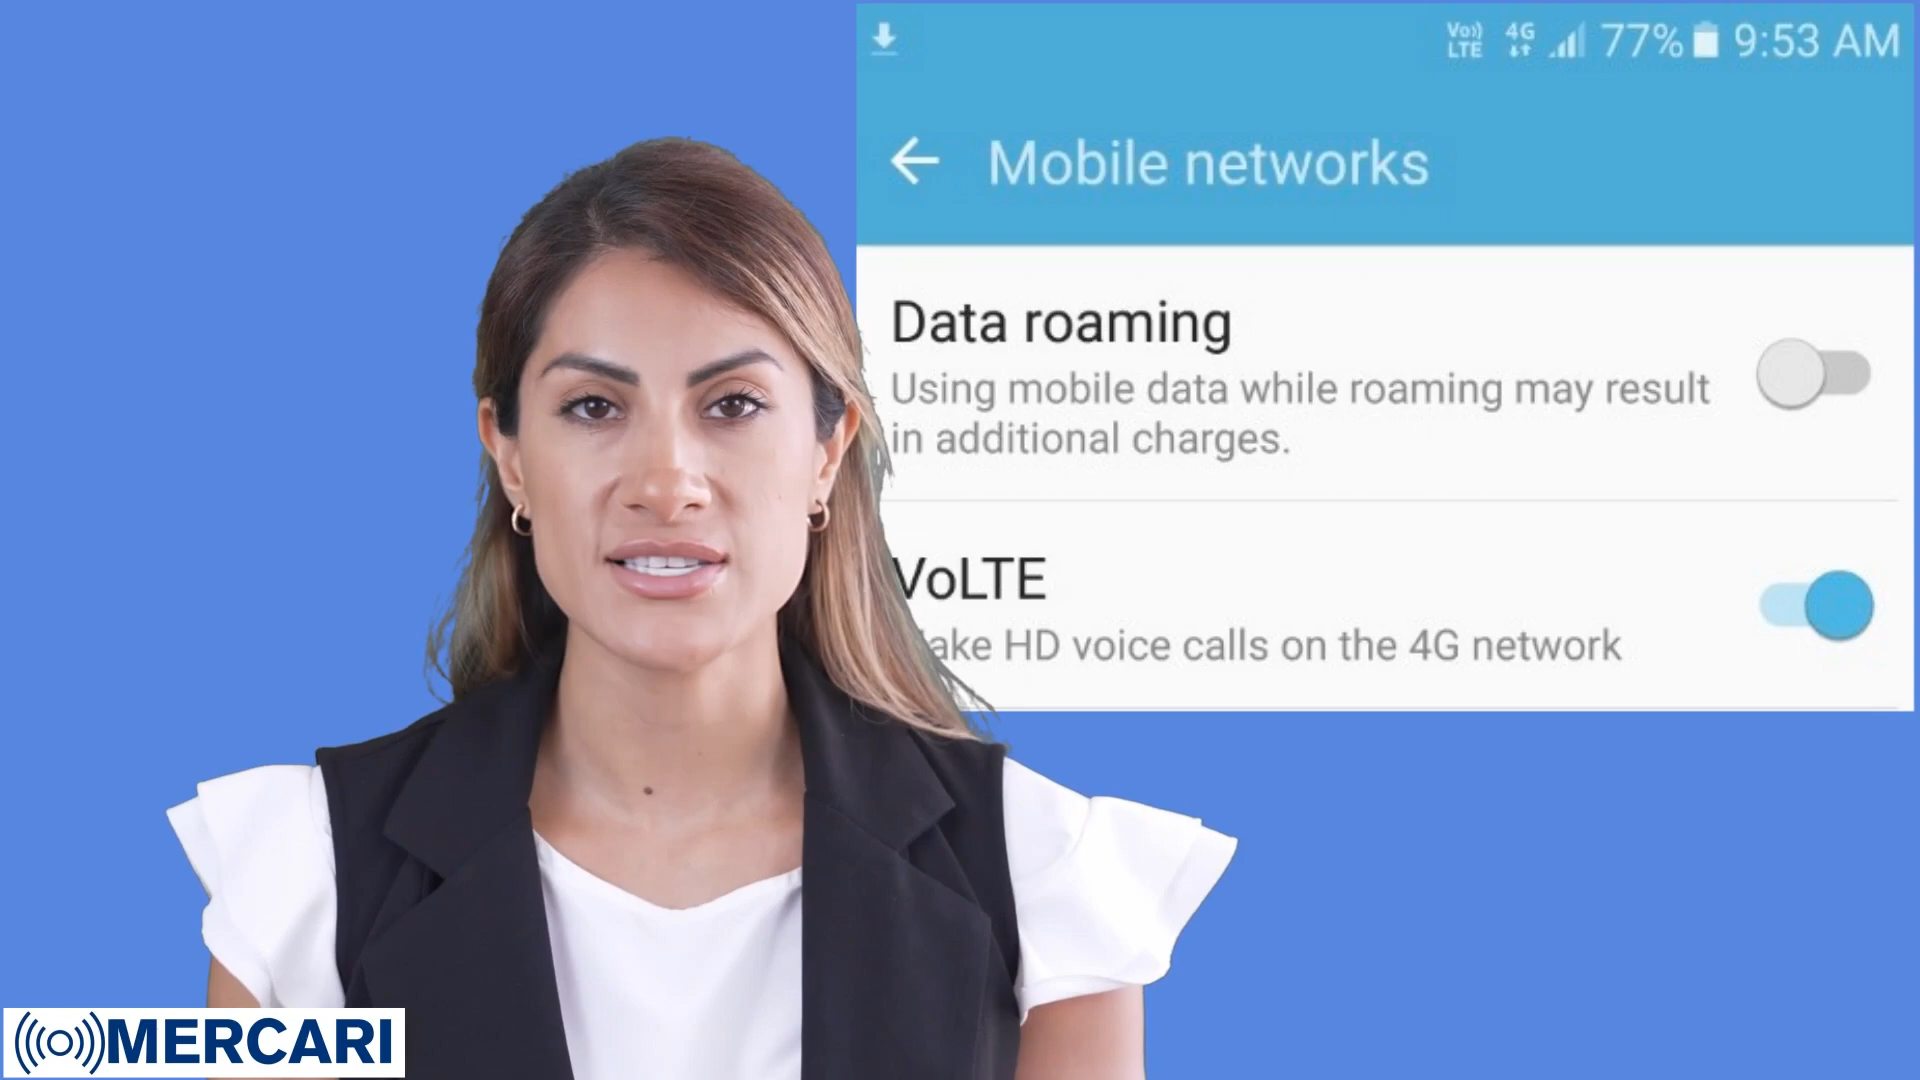 Vo)) LTE 4G 77% 9:53 AM
Mobile networks
Data roaming
Using mobile data while roaming may result
in additional charges.
VoLTE
ake HD voice calls on the 4G network
MERCARI